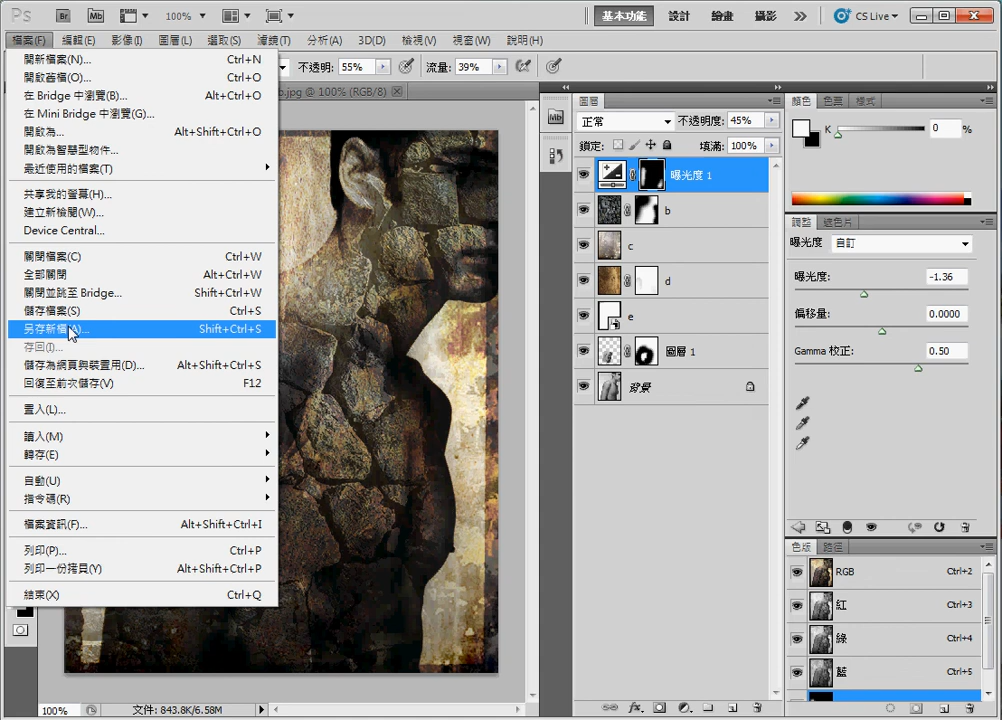 Ps
Br
Mb
100%
基本功能
設計
繪畫
攝影
CS Live
檔案(F)
編輯(E)
影像(I)
圖層(L)
選取(S)
濾鏡(T)
分析(A)
3D(D)
檢視(V)
視窗(W)
說明(H)
不透明: 55%
流量: 39%
b.jpg @ 100% (RGB/8)
開新檔案(N)... Ctrl+N
開啟舊檔(O)... Ctrl+O
在 Bridge 中瀏覽(B)... Alt+Ctrl+O
在 Mini Bridge 中瀏覽(G)...
開啟為... Alt+Shift+Ctrl+O
開啟為智慧型物件...
最近使用的檔案(T)
共享我的螢幕(H)...
建立新檢閱(W)...
Device Central...
關閉檔案(C) Ctrl+W
全部關閉 Alt+Ctrl+W
關閉並跳至 Bridge... Shift+Ctrl+W
儲存檔案(S) Ctrl+S
另存新檔(A)... Shift+Ctrl+S
存回(I)...
儲存為網頁與裝置用(D)... Alt+Shift+Ctrl+S
回復至前次儲存(V) F12
置入(L)...
讀入(M)
轉存(E)
自動(U)
指令碼(R)
檔案資訊(F)... Alt+Shift+Ctrl+I
列印(P)... Ctrl+P
列印一份拷貝(Y) Alt+Shift+Ctrl+P
結束(X) Ctrl+Q
100%
文件: 843.8K/6.58M
Mb
圖層
正常
不透明度: 45%
鎖定:
填滿: 100%
曝光度 1
b
c
d
e
圖層 1
背景
顏色
色票
樣式
K
0
%
調整
遮色片
曝光度
自訂
曝光度: -1.36
偏移量: 0.0000
Gamma 校正: 0.50
色版
路徑
RGB Ctrl+2
紅 Ctrl+3
綠 Ctrl+4
藍 Ctrl+5